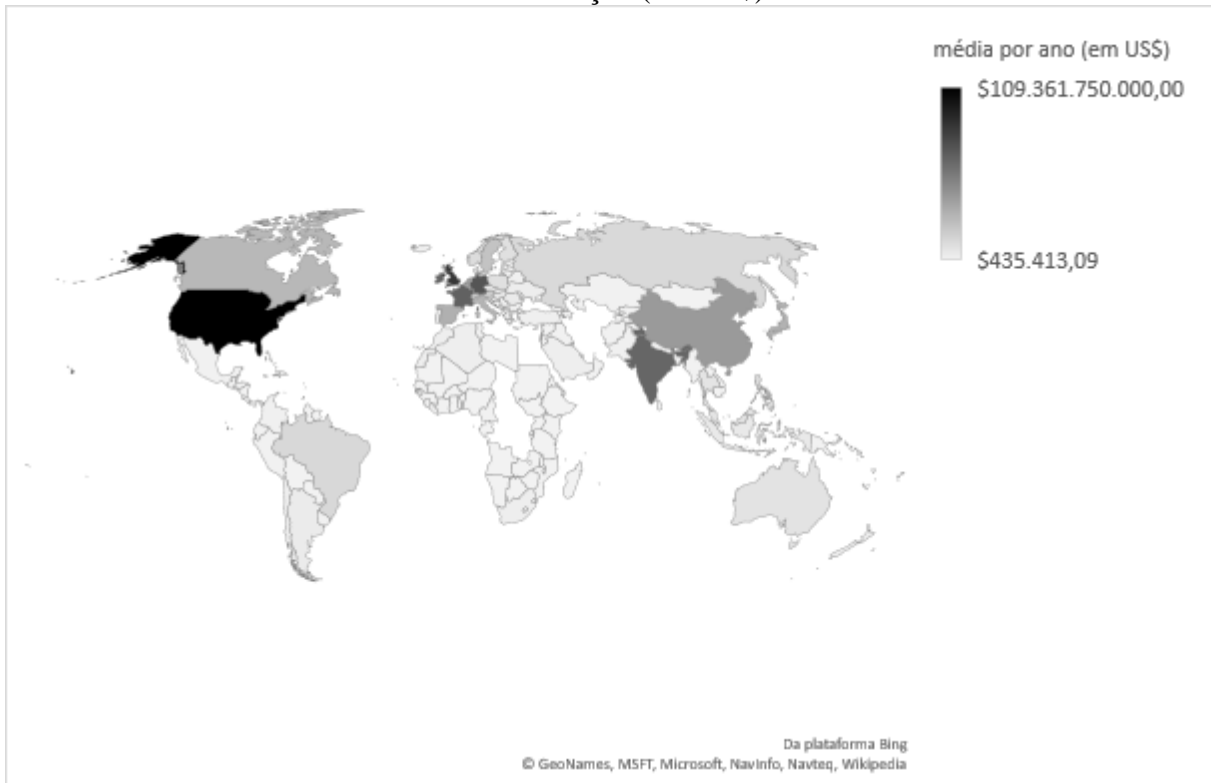 média por ano (em US$)
$109.361.750.000,00
$435.413,09
Da plataforma Bing
© GeoNames, MSFT, Microsoft, NavInfo, Navteq, Wikipedia